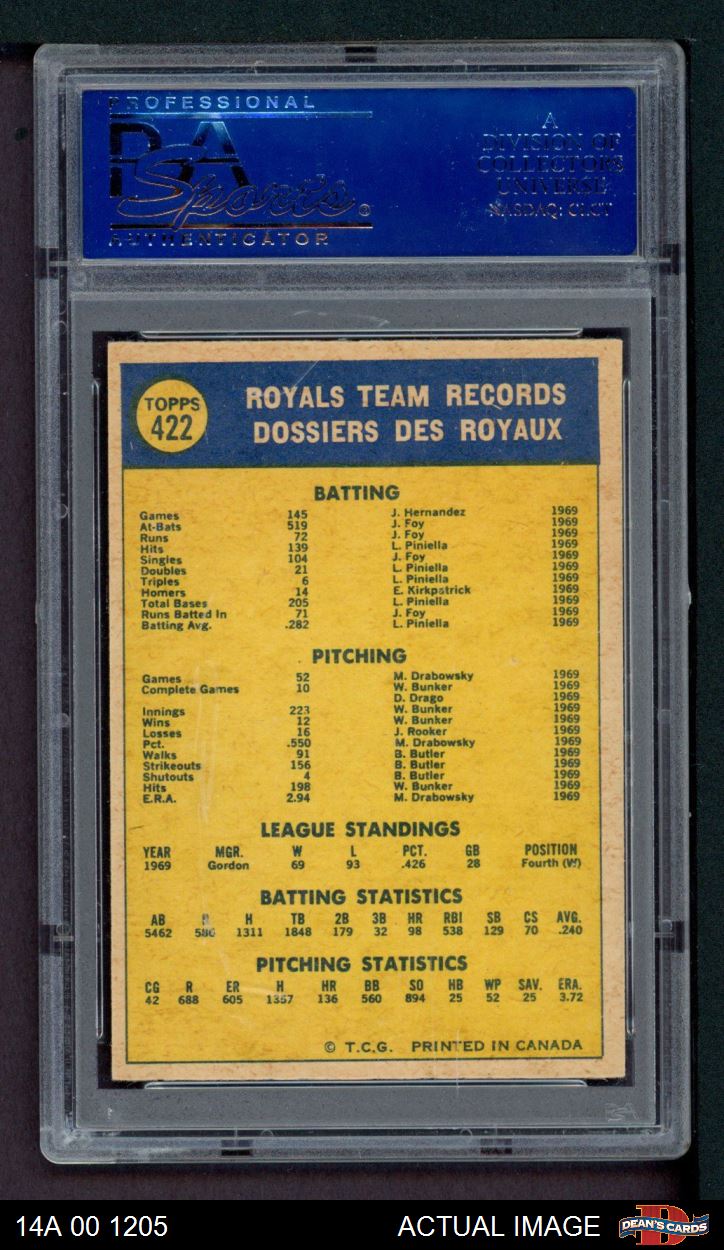 PROFESSIONAL
PSA
Sports ®
AUTHENTICATOR
A
DIVISION OF
COLLECTORS
UNIVERSE
NASDAQ: CLCT
TOPPS
422
ROYALS TEAM RECORDS
DOSSIERS DES ROYAUX
BATTING
Games 145 J. Hernandez 1969
At-Bats 519 J. Foy 1969
Runs 72 J. Foy 1969
Hits 139 L. Piniella 1969
Singles 104 J. Foy 1969
Doubles 21 L. Piniella 1969
Triples 6 L. Piniella 1969
Homers 14 E. Kirkpatrick 1969
Total Bases 205 L. Piniella 1969
Runs Batted In 71 J. Foy 1969
Batting Avg. .282 L. Piniella 1969
PITCHING
Games 52 M. Drabowsky 1969
Complete Games 10 W. Bunker 1969
D. Drago 1969
Innings 223 W. Bunker 1969
Wins 12 W. Bunker 1969
Losses 16 J. Rooker 1969
Pct. .550 M. Drabowsky 1969
Walks 91 B. Butler 1969
Strikeouts 156 B. Butler 1969
Shutouts 4 B. Butler 1969
Hits 198 W. Bunker 1969
E.R.A. 2.94 M. Drabowsky 1969
LEAGUE STANDINGS
YEAR MGR. W L PCT. GB POSITION
1969 Gordon 69 93 .426 28 Fourth (W)
BATTING STATISTICS
AB R H TB 2B 3B HR RBI SB CS AVG.
5462 586 1311 1848 179 32 98 538 129 70 .240
PITCHING STATISTICS
CG R ER H HR BB SO HB WP SAV. ERA.
42 688 605 1357 136 560 894 25 52 25 3.72
© T.C.G. PRINTED IN CANADA
PSA
14A 00 1205 ACTUAL IMAGE DEAN'S CARDS